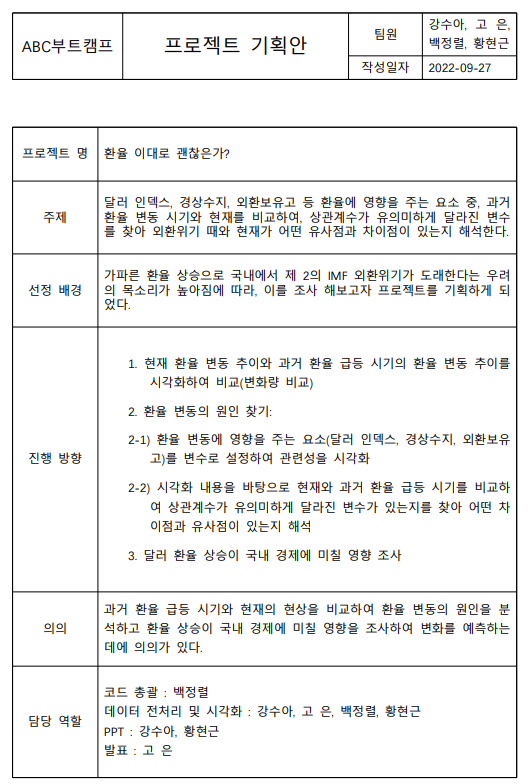 ABC부트캠프
프로젝트 기획안
팀원
강수아, 고 은,
백정렬, 황현근
작성일자
2022-09-27
프로젝트 명
환율 이대로 괜찮은가?
주제
달러 인덱스, 경상수지, 외환보유고 등 환율에 영향을 주는 요소 중, 과거
환율 변동 시기와 현재를 비교하여, 상관계수가 유의미하게 달라진 변수
를 찾아 외환위기 때와 현재가 어떤 유사점과 차이점이 있는지 해석한다.
선정 배경
가파른 환율 상승으로 국내에서 제 2의 IMF 외환위기가 도래한다는 우려
의 목소리가 높아짐에 따라, 이를 조사 해보고자 프로젝트를 기획하게 되
었다.
진행 방향
1. 현재 환율 변동 추이와 과거 환율 급등 시기의 환율 변동 추이를
시각화하여 비교(변화량 비교)
2. 환율 변동의 원인 찾기:
2-1) 환율 변동에 영향을 주는 요소(달러 인덱스, 경상수지, 외환보유
고)를 변수로 설정하여 관련성을 시각화
2-2) 시각화 내용을 바탕으로 현재와 과거 환율 급등 시기를 비교하
여 상관계수가 유의미하게 달라진 변수가 있는지를 찾아 어떤 차
이점과 유사점이 있는지 해석
3. 달러 환율 상승이 국내 경제에 미칠 영향 조사
의의
과거 환율 급등 시기와 현재의 현상을 비교하여 환율 변동의 원인을 분
석하고 환율 상승이 국내 경제에 미칠 영향을 조사하여 변화를 예측하는
데에 의의가 있다.
담당 역할
코드 총괄 : 백정렬
데이터 전처리 및 시각화 : 강수아, 고 은, 백정렬, 황현근
PPT : 강수아, 황현근
발표 : 고 은